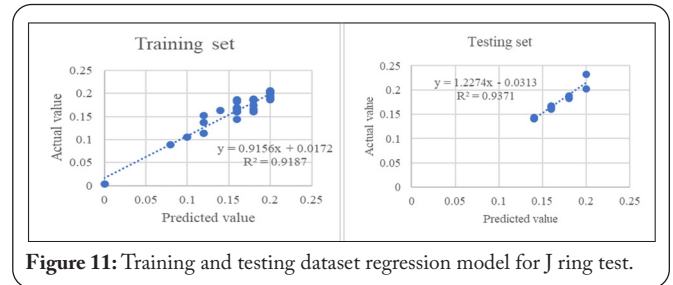 Training set
0.25
0.2
0.15
0.1
0.05
0
Actual value
y = 0.9156x + 0.0172
R² = 0.9187
0 0.05 0.1 0.15 0.2 0.25
Predicted value
Testing set
0.25
0.2
0.15
0.1
0.05
0
Actual value
y = 1.2274x - 0.0313
R² = 0.9371
0 0.05 0.1 0.15 0.2 0.25
Predicted value
Figure 11: Training and testing dataset regression model for J ring test.